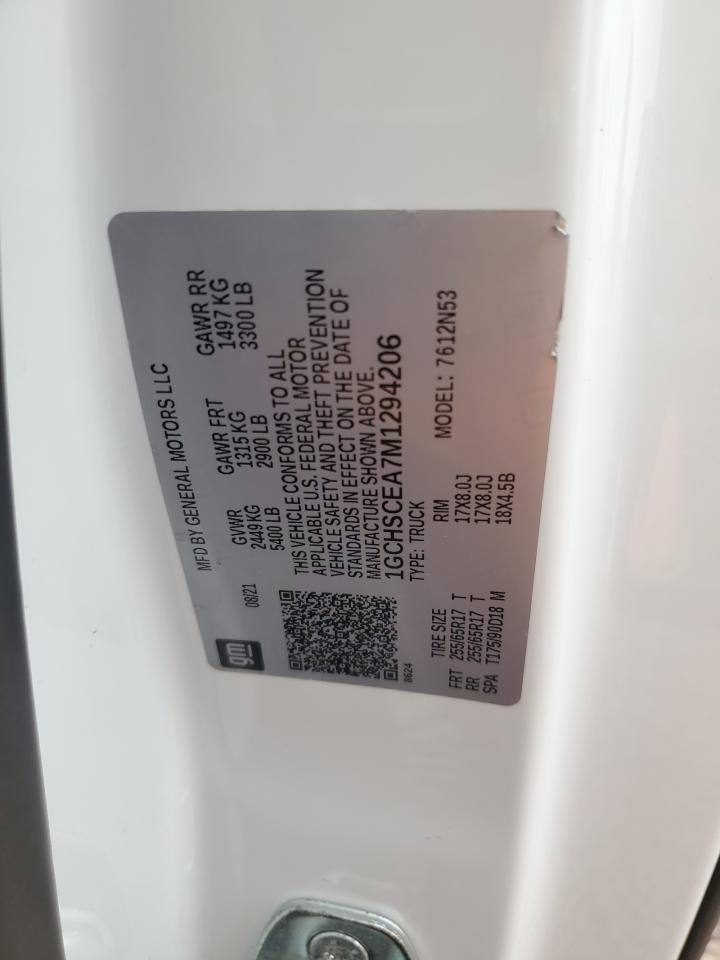 MFD BY GENERAL MOTORS LLC
gm
08/21
GVWR
2449 KG
5400 LB
GAWR FRT
1315 KG
2900 LB
GAWR RR
1497 KG
3300 LB
THIS VEHICLE CONFORMS TO ALL
APPLICABLE U.S. FEDERAL MOTOR
VEHICLE SAFETY AND THEFT PREVENTION
STANDARDS IN EFFECT ON THE DATE OF
MANUFACTURE SHOWN ABOVE.
1GCHSCEA7M1294206
TYPE: TRUCK
MODEL: 7612N53
8624
TIRE SIZE RIM
FRT 255/65R17 T 17X8.0J
RR 255/65R17 T 17X8.0J
SPA T175/90D18 M 18X4.5B